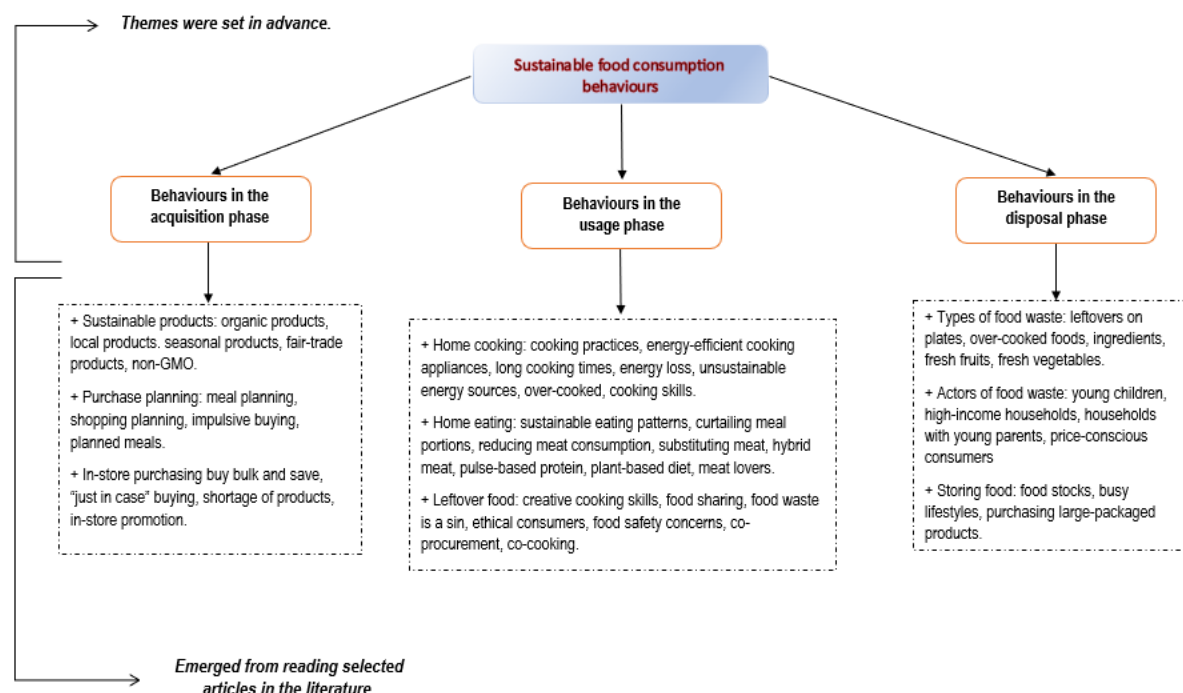 Themes were set in advance.
Sustainable food consumption
behaviours
Behaviours in the
acquisition phase
Behaviours in the
usage phase
Behaviours in the
disposal phase
+ Sustainable products: organic products,
local products. seasonal products, fair-trade
products, non-GMO.
+ Purchase planning: meal planning,
shopping planning, impulsive buying,
planned meals.
+ In-store purchasing buy bulk and save,
"just in case" buying, shortage of products,
in-store promotion.
+ Home cooking: cooking practices, energy-efficient cooking
appliances, long cooking times, energy loss, unsustainable
energy sources, over-cooked, cooking skills.
+ Home eating: sustainable eating patterns, curtailing meal
portions, reducing meat consumption, substituting meat, hybrid
meat, pulse-based protein, plant-based diet, meat lovers.
+ Leftover food: creative cooking skills, food sharing, food waste
is a sin, ethical consumers, food safety concerns, co-
procurement, co-cooking.
+ Types of food waste: leftovers on
plates, over-cooked foods, ingredients,
fresh fruits, fresh vegetables.
+ Actors of food waste: young children,
high-income households, households
with young parents, price-conscious
consumers
+ Storing food: food stocks, busy
lifestyles, purchasing large-packaged
products.
Emerged from reading selected
articles in the literature